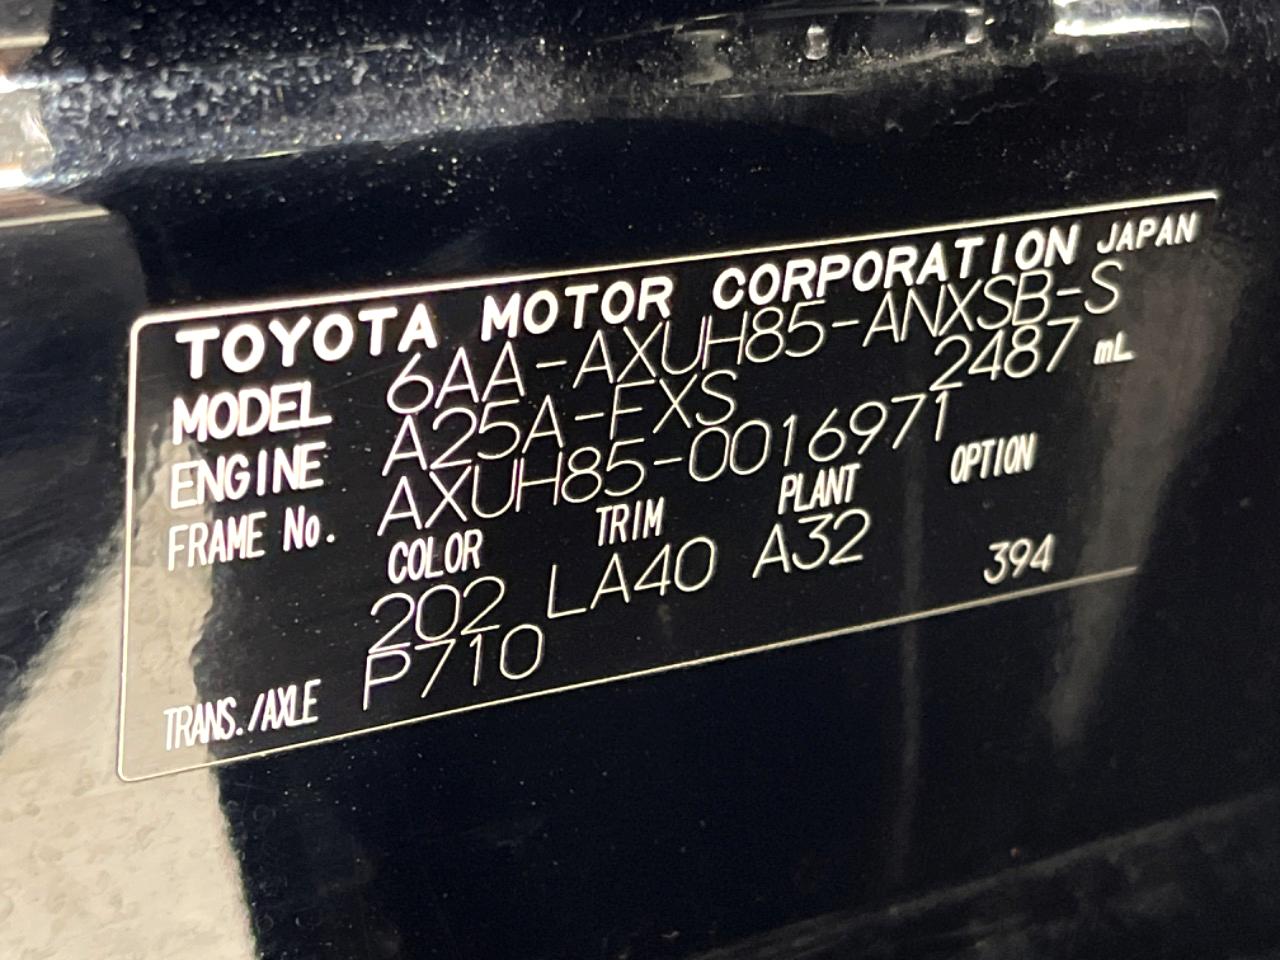 TOYOTA MOTOR CORPORATION JAPAN
MODEL 6AA-AXUH85-ANXSB-S
ENGINE A25A-FXS 2487 mL
FRAME No. AXUH85-0016971
COLOR TRIM PLANT OPTION
202 LA40 A32 394
TRANS./AXLE P710